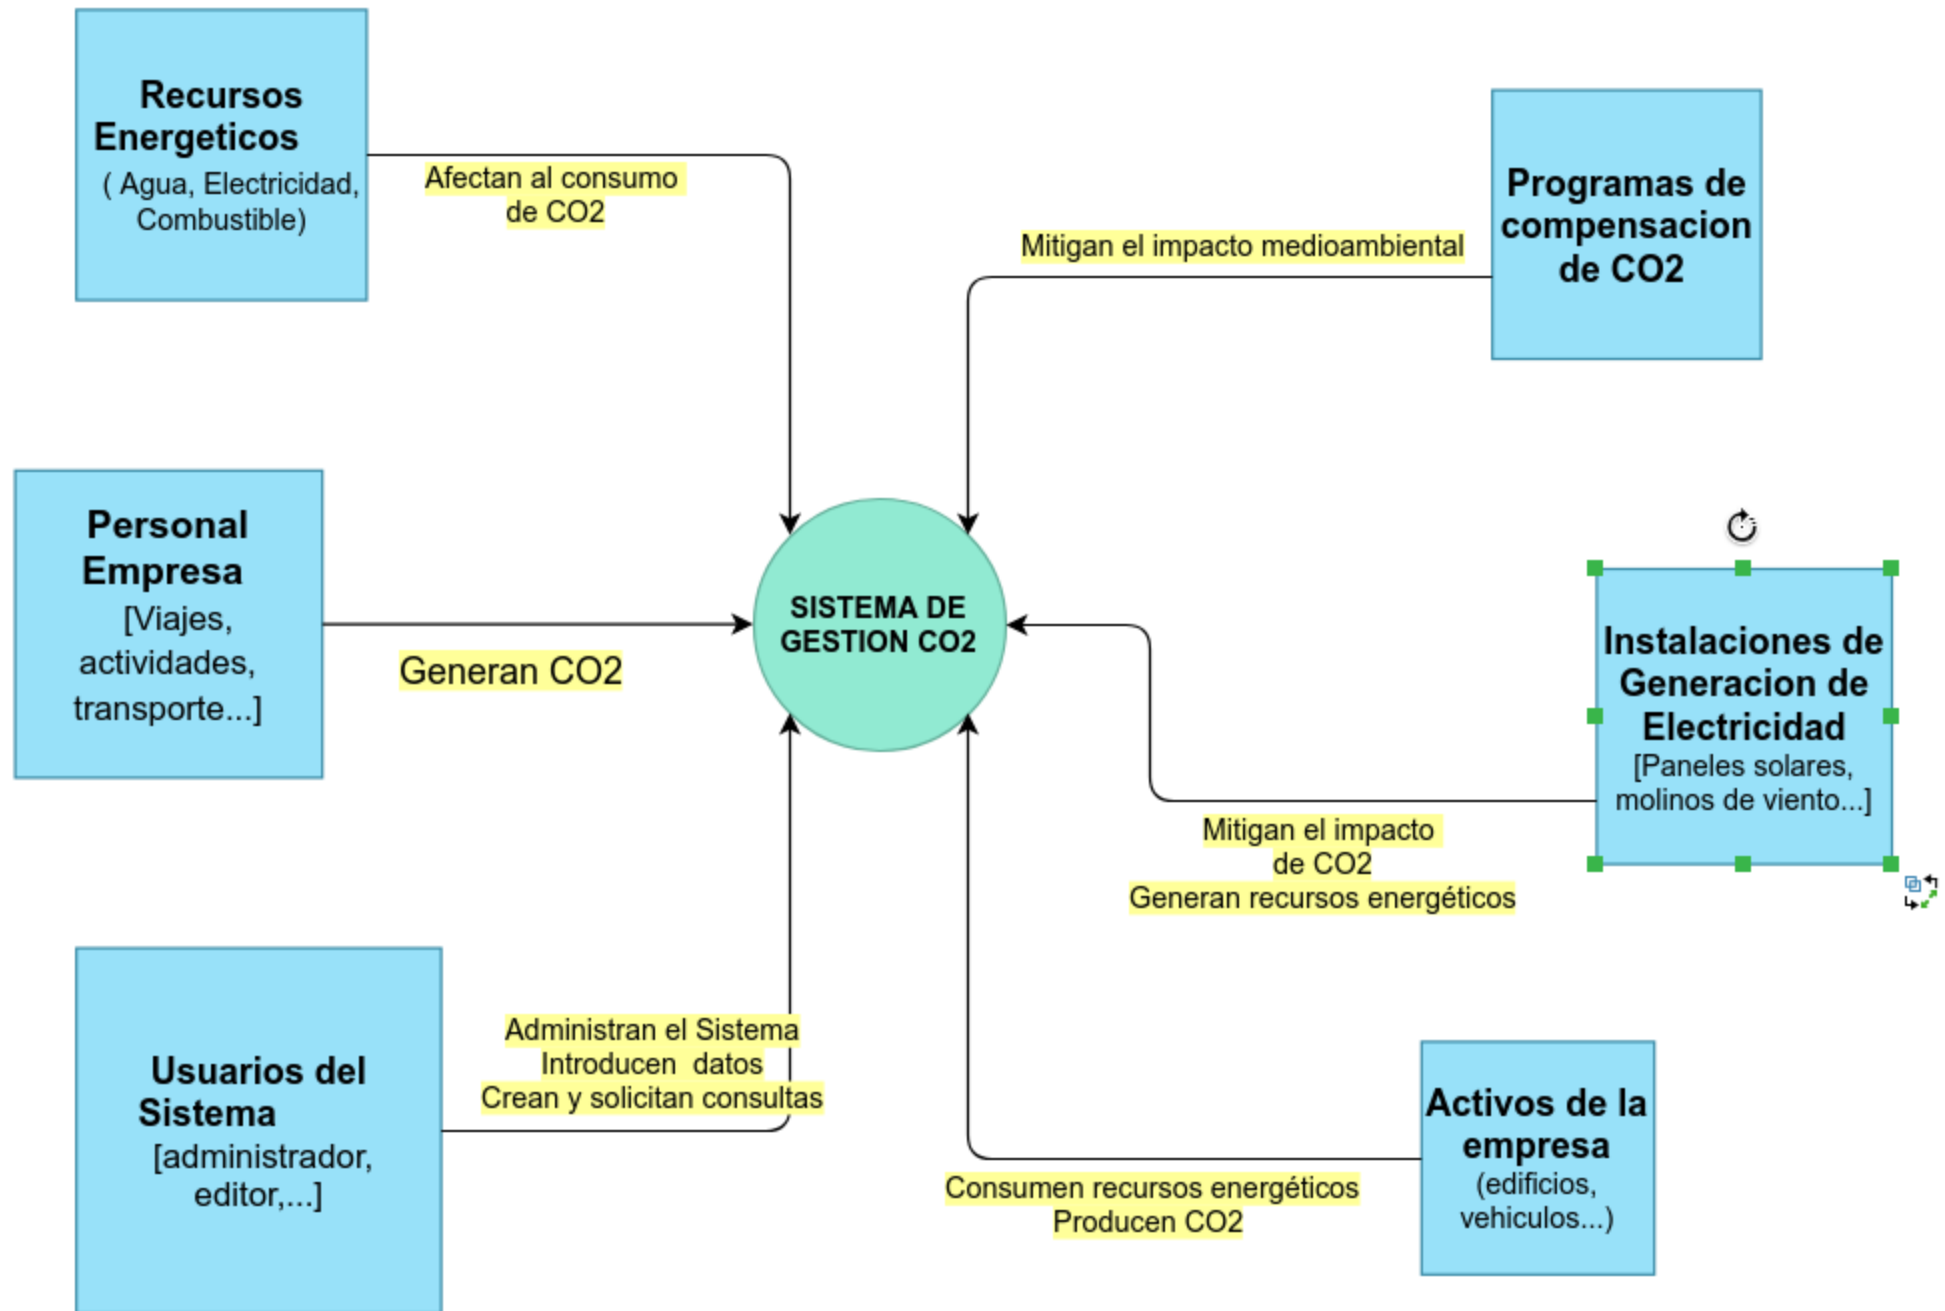 Recursos
Energeticos
( Agua, Electricidad,
Combustible)
Afectan al consumo
de CO2
Programas de
compensacion
de CO2
Mitigan el impacto medioambiental
Personal
Empresa
[Viajes,
actividades,
transporte...]
Generan CO2
SISTEMA DE
GESTION CO2
Instalaciones de
Generacion de
Electricidad
[Paneles solares,
molinos de viento...]
Mitigan el impacto
de CO2
Generan recursos energéticos
Usuarios del
Sistema
[administrador,
editor,...]
Administran el Sistema
Introducen  datos
Crean y solicitan consultas
Activos de la
empresa
(edificios,
vehiculos...)
Consumen recursos energéticos
Producen CO2